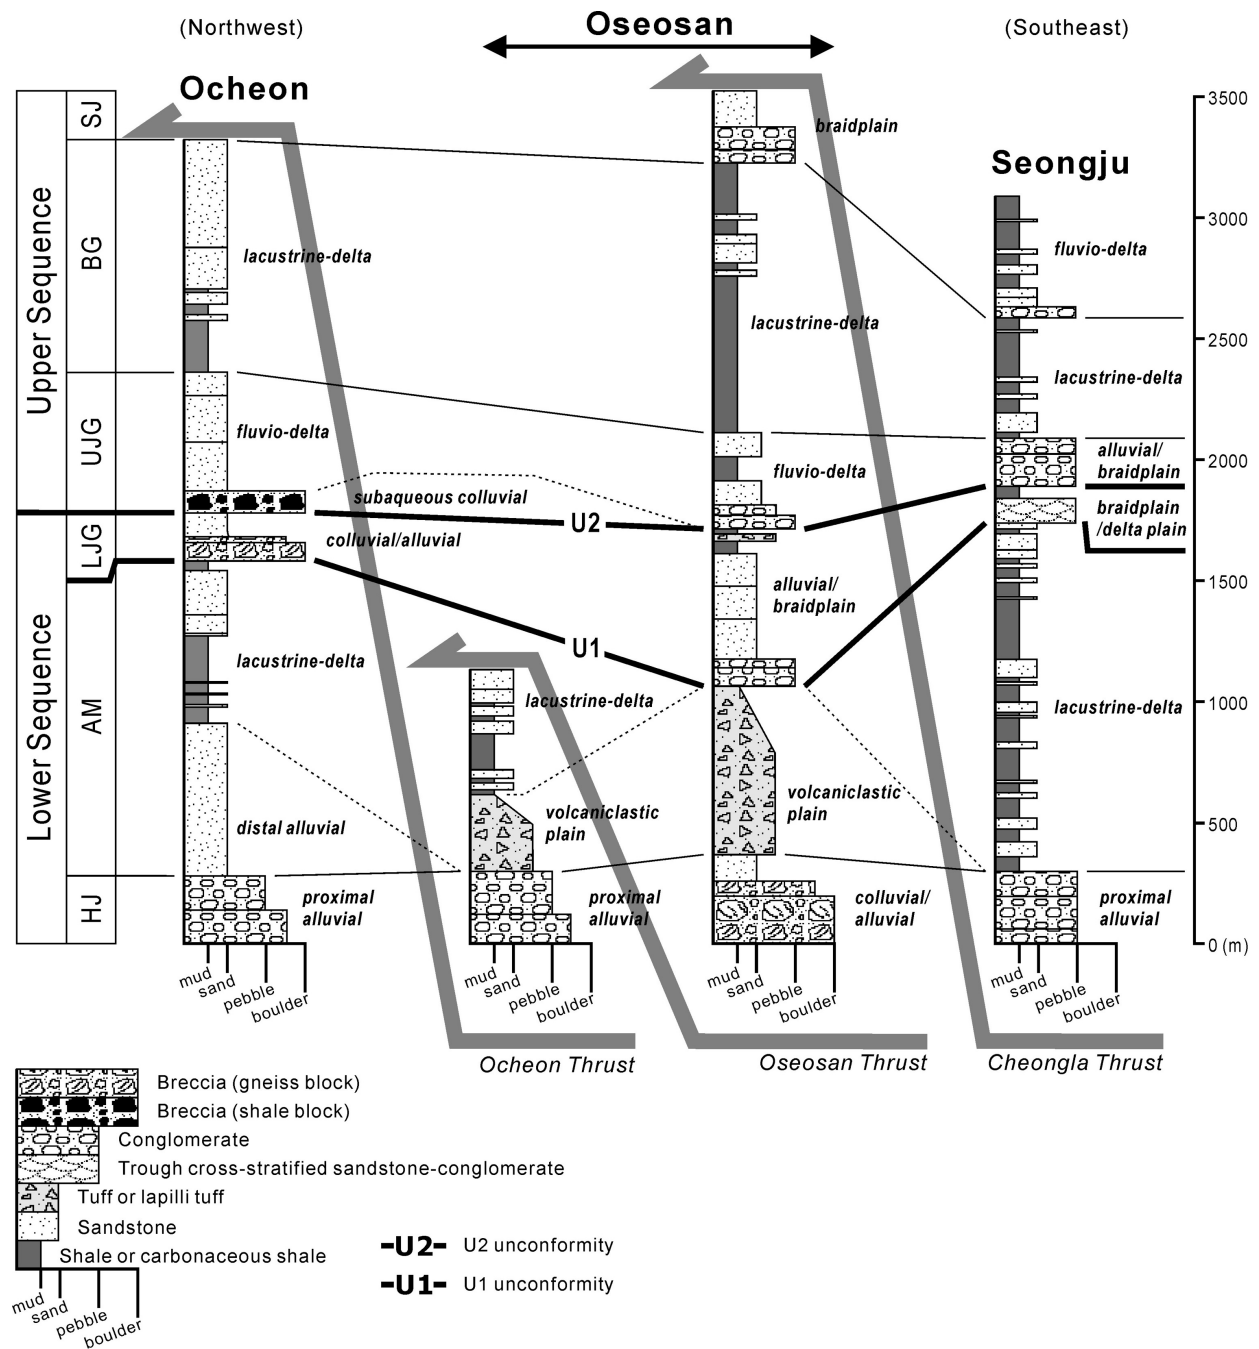 (Northwest)
Oseosan
(Southeast)
Ocheon
Seongju
Upper Sequence
Lower Sequence
SJ
BG
UJG
LJG
AM
HJ
lacustrine-delta
fluvio-delta
subaqueous colluvial
colluvial/alluvial
lacustrine-delta
distal alluvial
proximal
alluvial
U2
U1
lacustrine-delta
volcaniclastic
plain
proximal
alluvial
braidplain
lacustrine-delta
fluvio-delta
alluvial/
braidplain
volcaniclastic
plain
colluvial/
alluvial
fluvio-delta
lacustrine-delta
alluvial/
braidplain
braidplain
/delta plain
lacustrine-delta
proximal
alluvial
3500
3000
2500
2000
1500
1000
500
0 (m)
mud
sand
pebble
boulder
mud
sand
pebble
boulder
mud
sand
pebble
boulder
mud
sand
pebble
boulder
Ocheon Thrust
Oseosan Thrust
Cheongla Thrust
Breccia (gneiss block)
Breccia (shale block)
Conglomerate
Trough cross-stratified sandstone-conglomerate
Tuff or lapilli tuff
Sandstone
Shale or carbonaceous shale
mud
sand
pebble
boulder
-U2- U2 unconformity
-U1- U1 unconformity